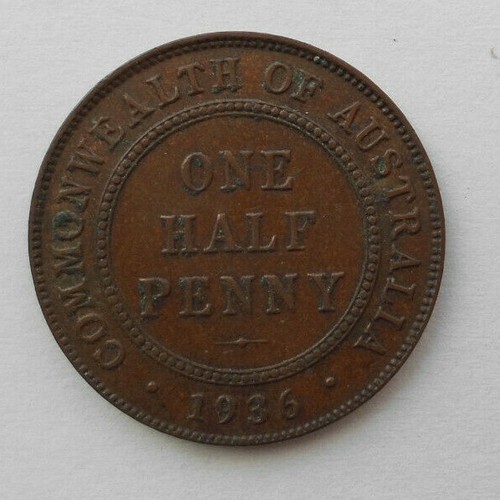 COMMONWEALTH OF AUSTRALIA
ONE
HALF
PENNY
1936